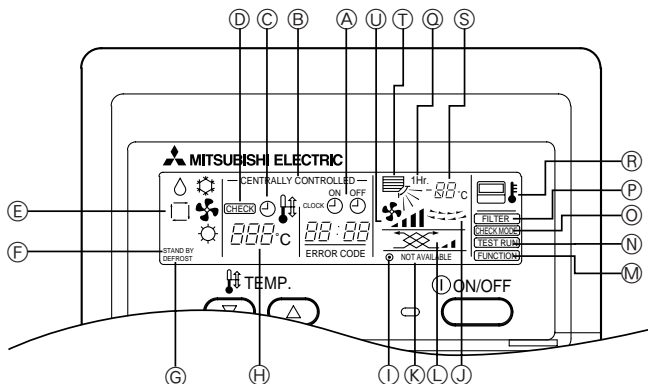 Ⓓ Ⓒ Ⓑ Ⓐ Ⓤ Ⓣ Ⓠ Ⓢ
MITSUBISHI ELECTRIC
CENTRALLY CONTROLLED
1Hr.
ON OFF
88 °C
CHECK
CLOCK
Ⓡ
Ⓔ
FILTER
Ⓟ
CHECK MODE
Ⓞ
888 °C
88:88
TEST RUN
Ⓝ
Ⓕ
STAND BY
DEFROST
ERROR CODE
NOT AVAILABLE
FUNCTION
Ⓜ
TEMP.
ON/OFF
Ⓖ Ⓗ Ⓘ Ⓚ Ⓛ Ⓙ